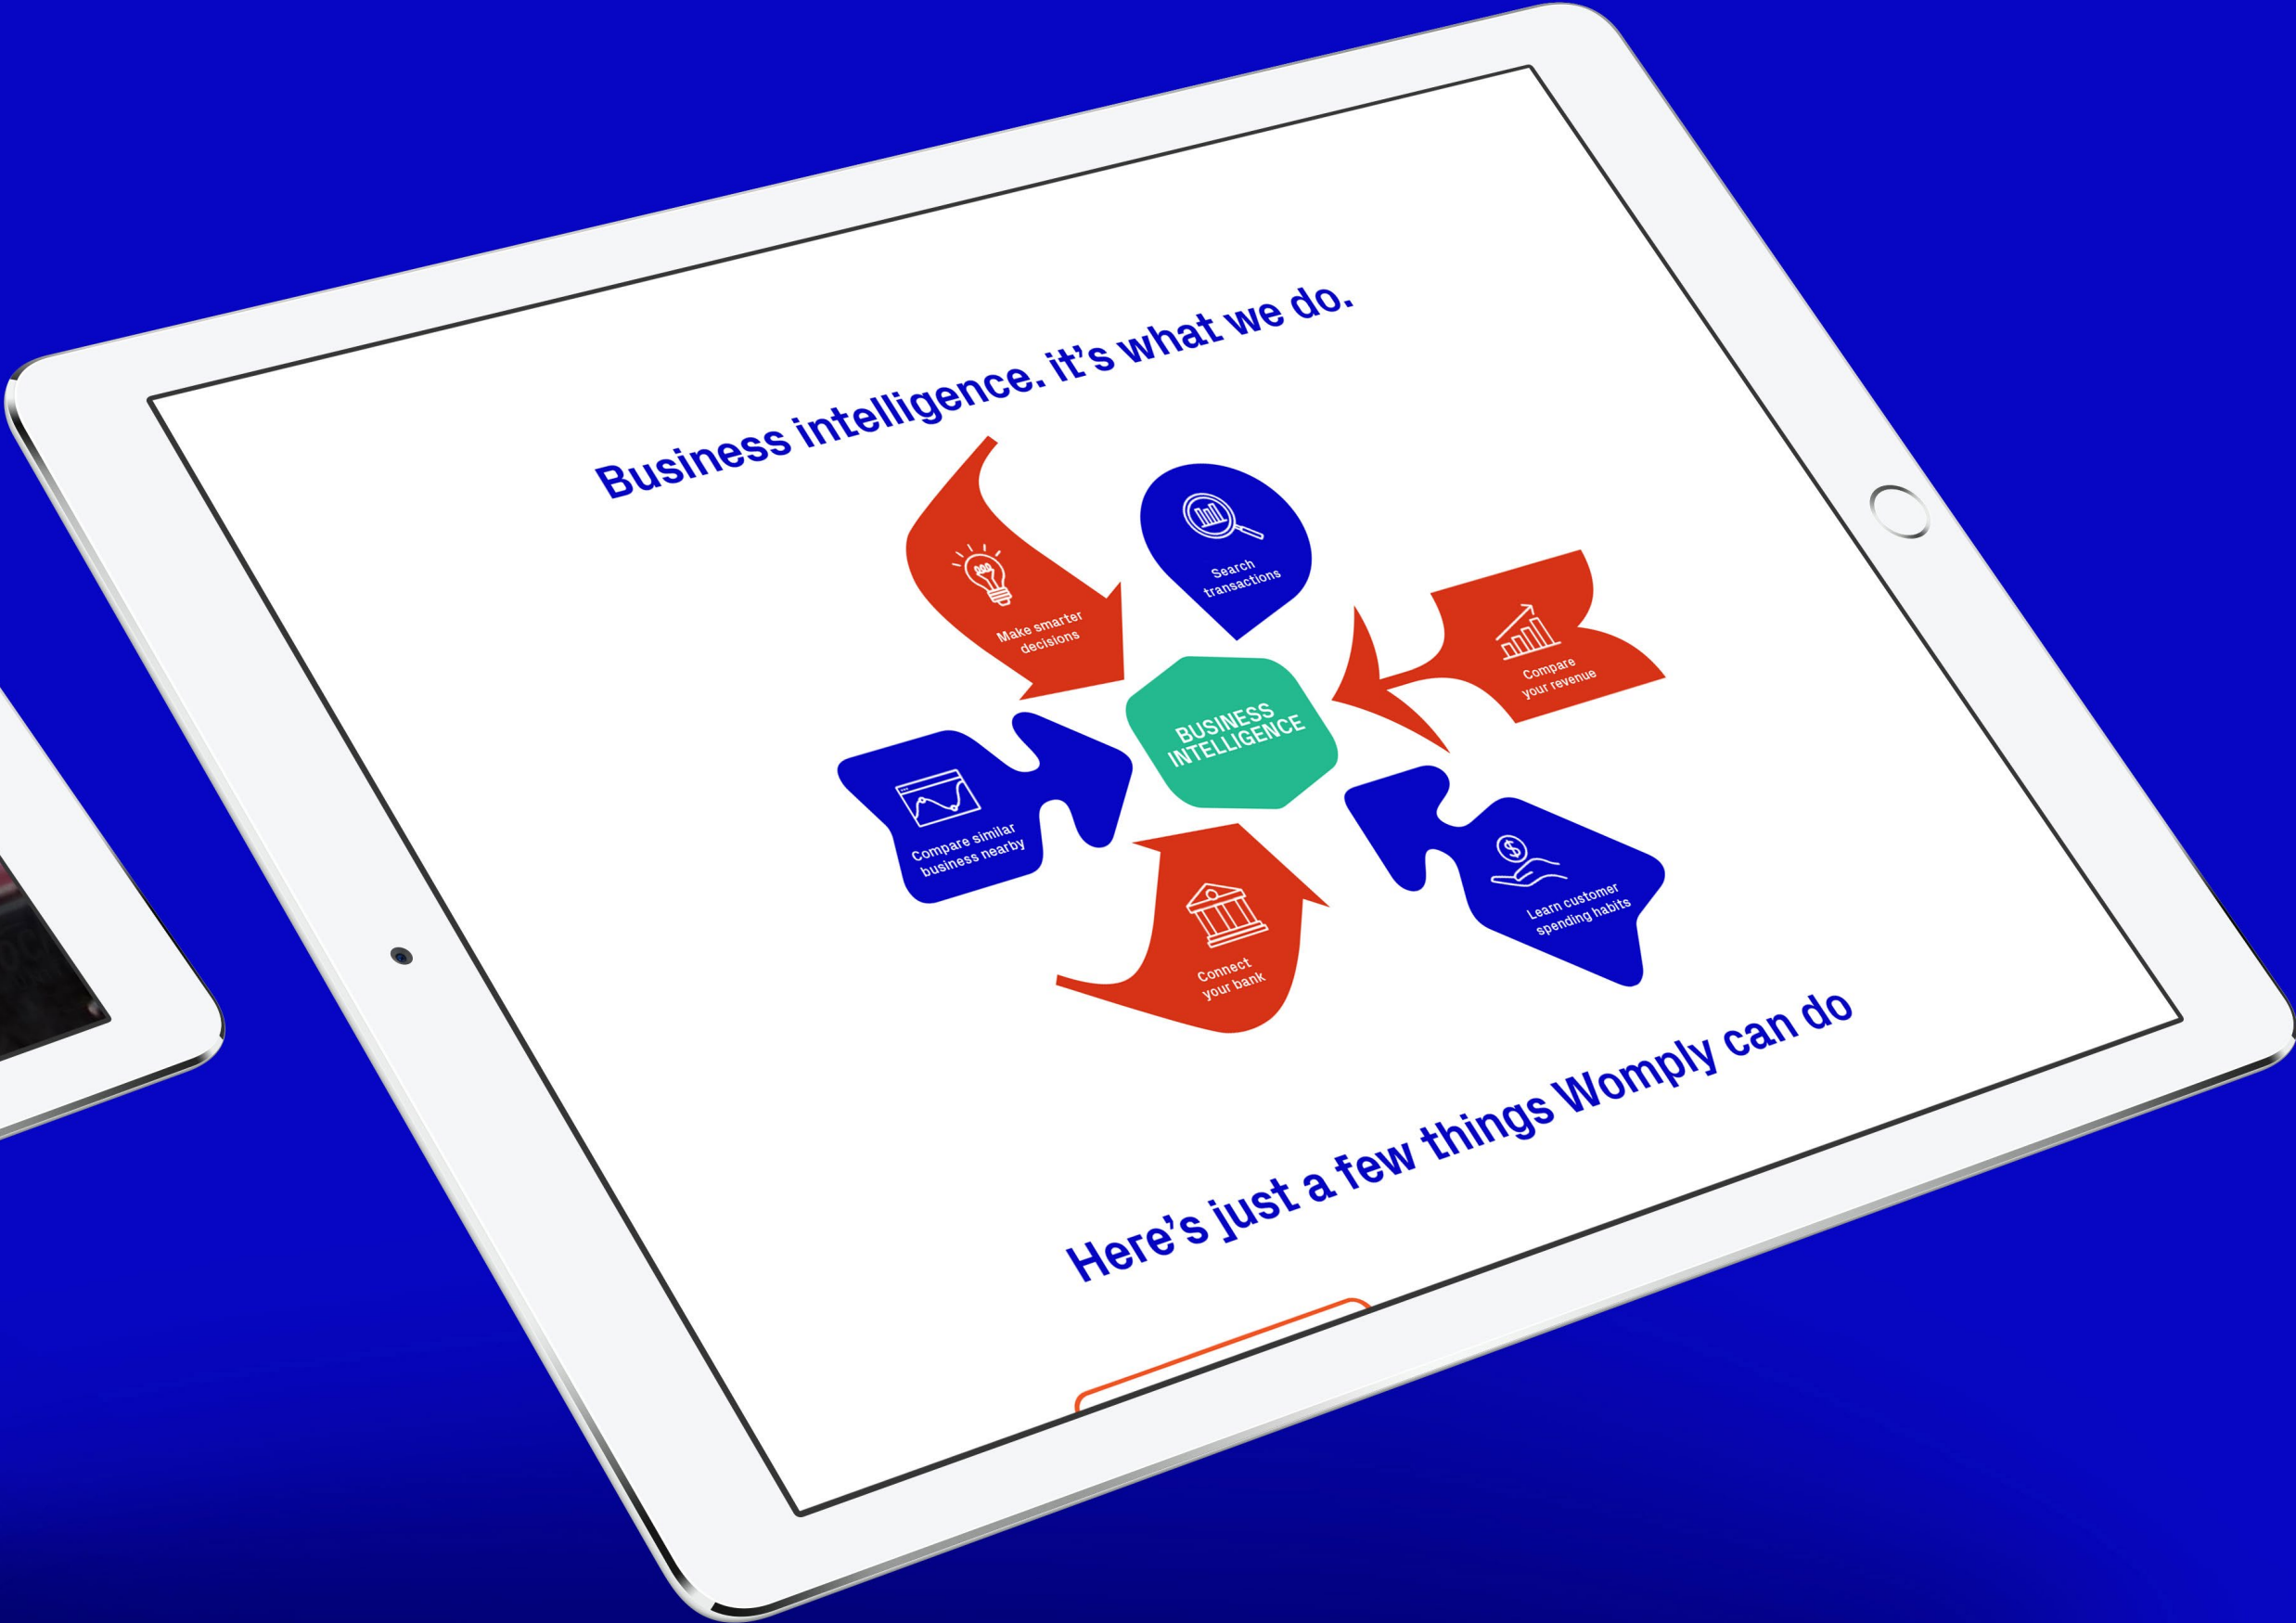 Business intelligence. it's what we do.
Make smarter
decisions
Search
transactions
Compare
your revenue
BUSINESS
INTELLIGENCE
Compare similar
business nearby
Learn customer
spending habits
Connect
your bank
Here's just a few things Womply can do